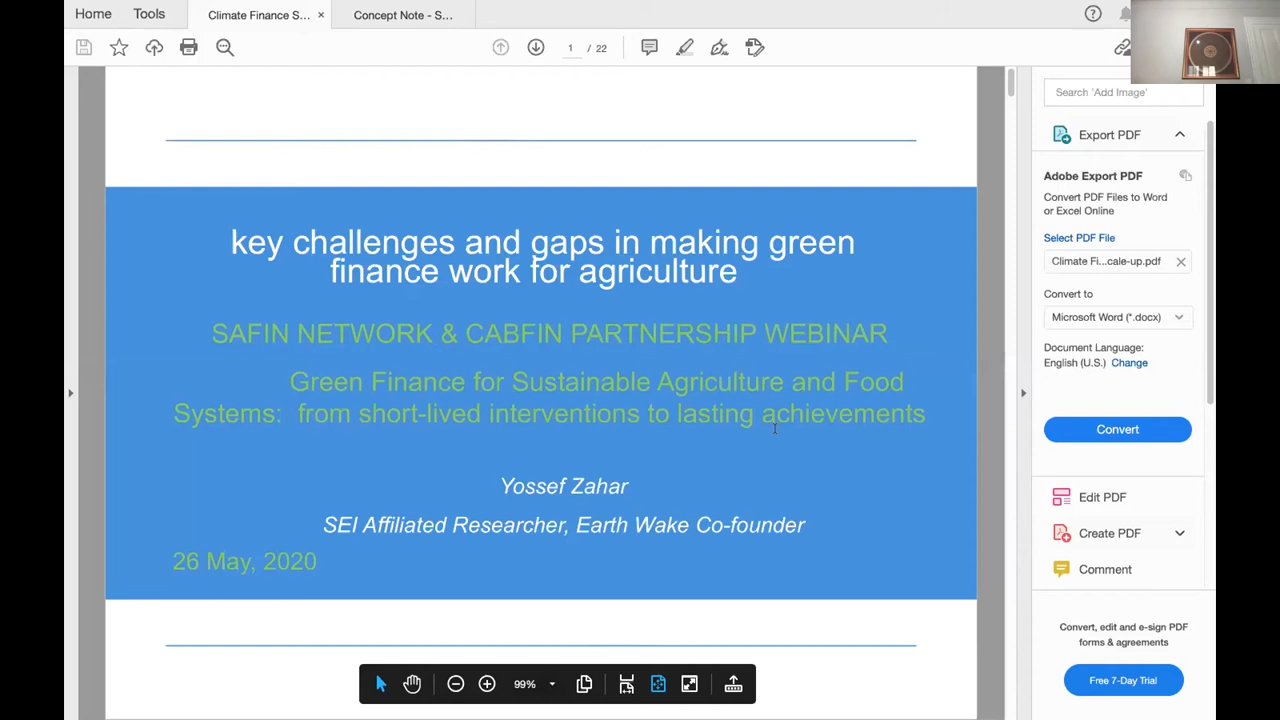 Home
Tools
Climate Finance S...
×
Concept Note - S...
1 / 22
Search 'Add Image'
key challenges and gaps in making green
finance work for agriculture
SAFIN NETWORK & CABFIN PARTNERSHIP WEBINAR
Green Finance for Sustainable Agriculture and Food
Systems: from short-lived interventions to lasting achievements
Yossef Zahar
SEI Affiliated Researcher, Earth Wake Co-founder
26 May, 2020
99%
Export PDF
Adobe Export PDF
Convert PDF Files to Word
or Excel Online
Select PDF File
Climate Fi...cale-up.pdf
Convert to
Microsoft Word (*.docx)
Document Language:
English (U.S.) Change
Convert
Edit PDF
Create PDF
Comment
Convert, edit and e-sign PDF
forms & agreements
Free 7-Day Trial